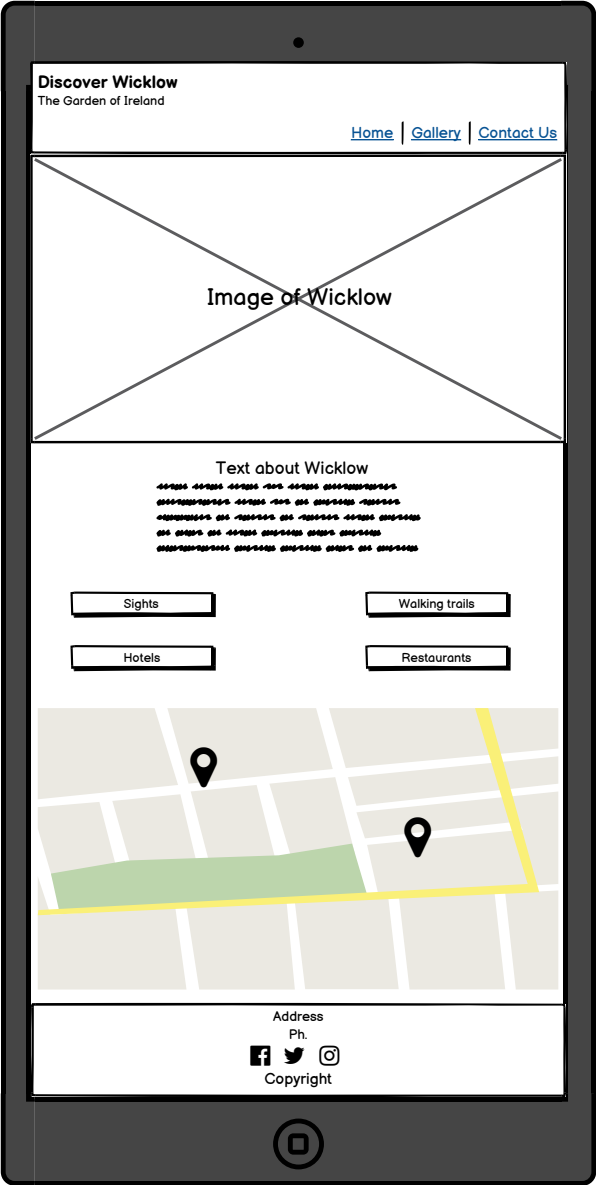 Discover Wicklow
The Garden of Ireland
Home | Gallery | Contact Us
Image of Wicklow
Text about Wicklow
Sights
Walking trails
Hotels
Restaurants
Address
Ph.
Copyright